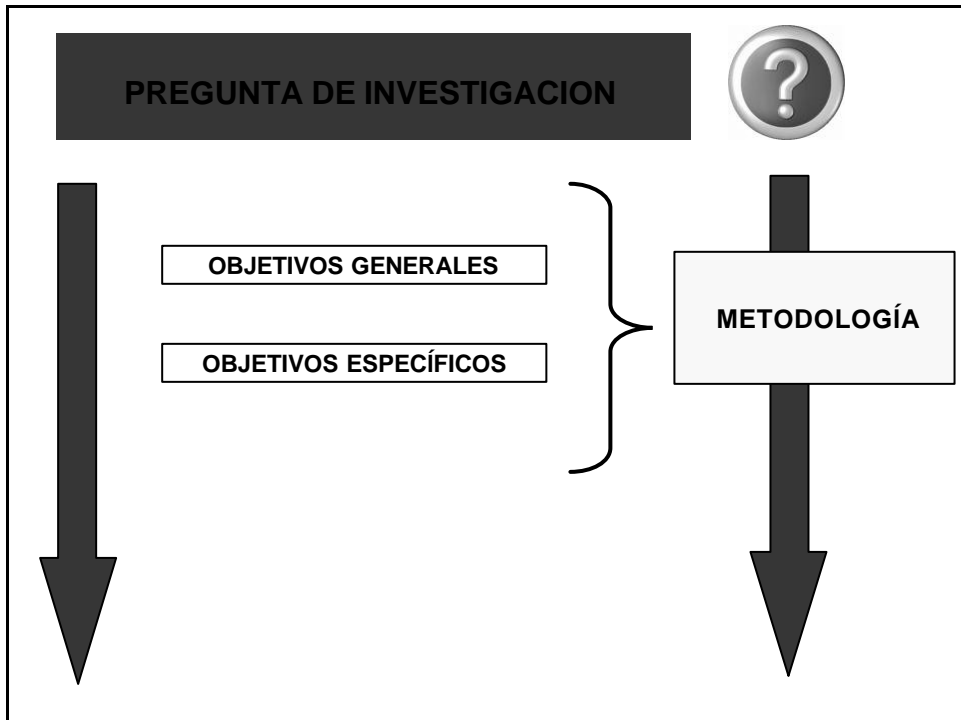 PREGUNTA DE INVESTIGACION
?
OBJETIVOS GENERALES
METODOLOGÍA
OBJETIVOS ESPECÍFICOS